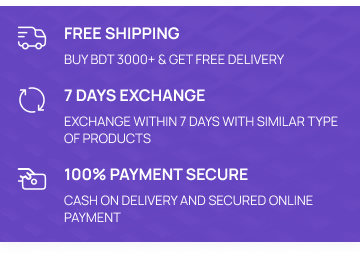 FREE SHIPPING
BUY BDT 3000+ & GET FREE DELIVERY
7 DAYS EXCHANGE
EXCHANGE WITHIN 7 DAYS WITH SIMILAR TYPE
OF PRODUCTS
100% PAYMENT SECURE
CASH ON DELIVERY AND SECURED ONLINE
PAYMENT